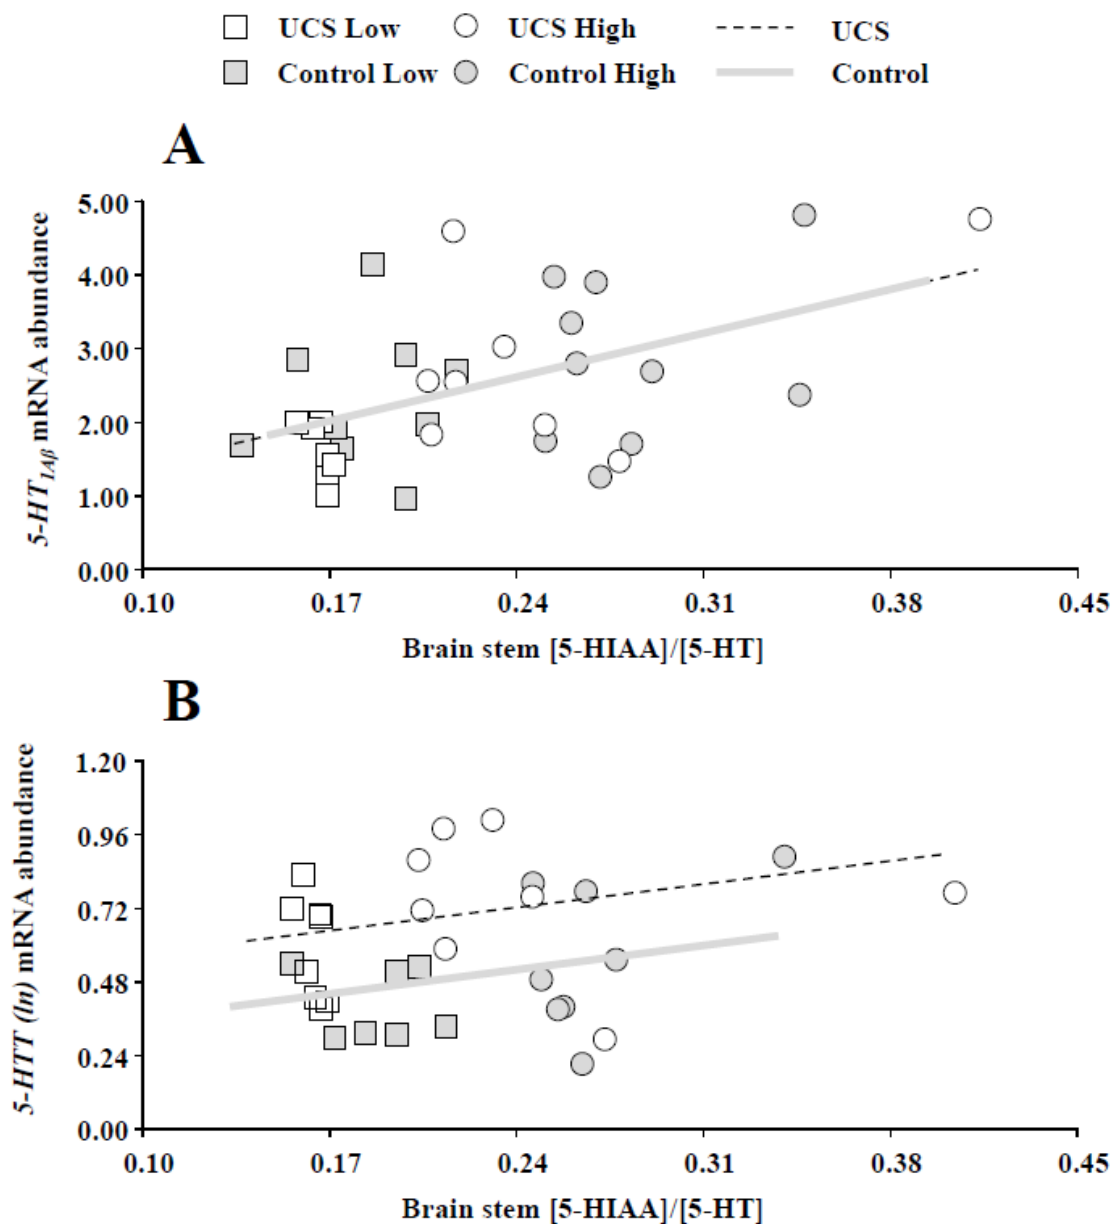 UCS Low UCS High UCS
Control Low Control High Control
A
5.00
4.00
3.00
2.00
1.00
0.00
5-HT1Aβ mRNA abundance
0.10 0.17 0.24 0.31 0.38 0.45
Brain stem [5-HIAA]/[5-HT]
B
1.20
0.96
0.72
0.48
0.24
0.00
5-HTT (ln) mRNA abundance
0.10 0.17 0.24 0.31 0.38 0.45
Brain stem [5-HIAA]/[5-HT]